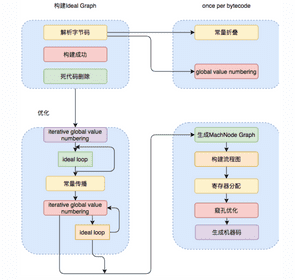 构建Ideal Graph
once per bytecode
解析字节码
常量折叠
构建成功
global value numbering
死代码删除
优化
iterative global value
numbering
生成MachNode Graph
ideal loop
构建流程图
常量传播
寄存器分配
iterative global value
numbering
窥孔优化
ideal loop
生成机器码